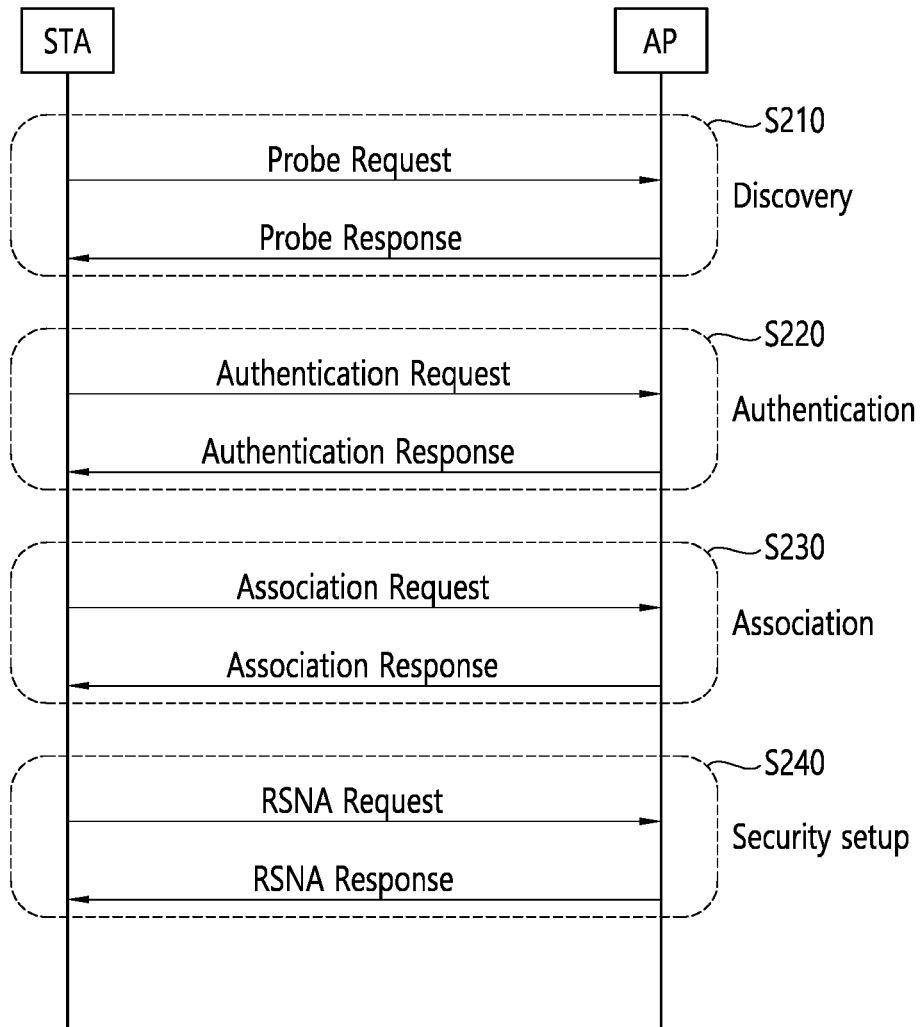 STA
AP
S210
Probe Request
Discovery
Probe Response
S220
Authentication Request
Authentication
Authentication Response
S230
Association Request
Association
Association Response
S240
RSNA Request
Security setup
RSNA Response